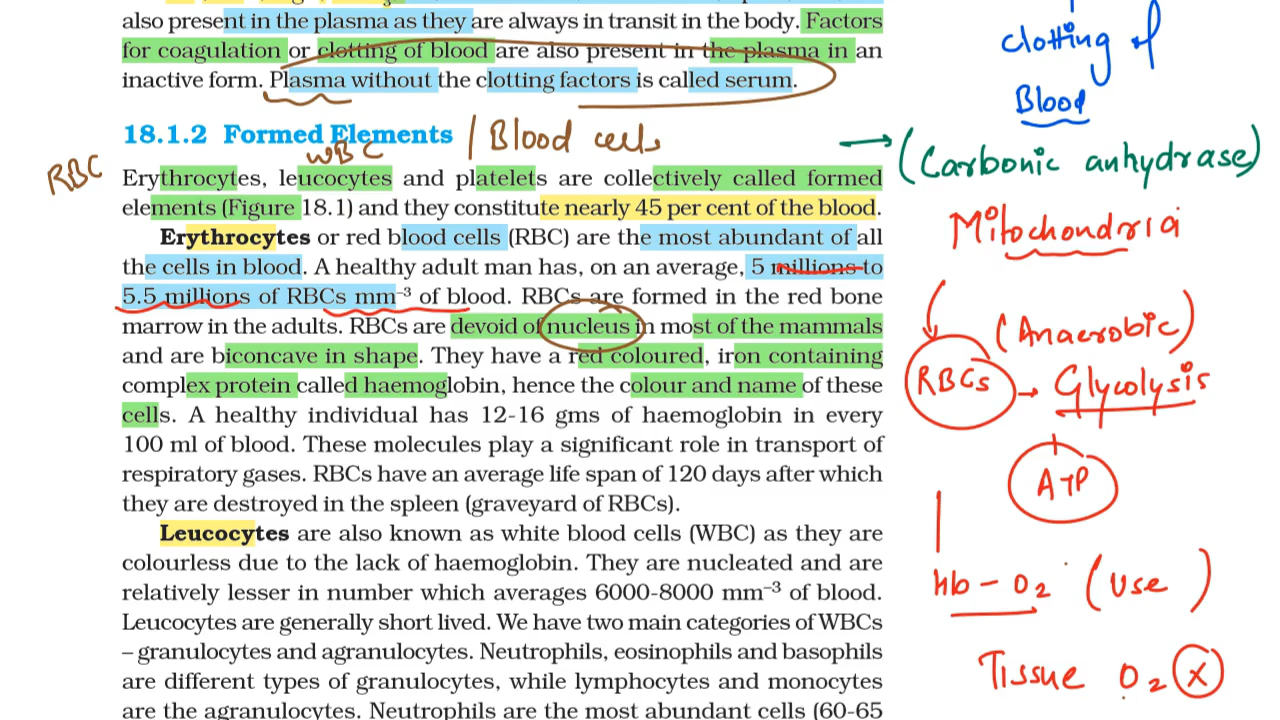 also present in the plasma as they are always in transit in the body. Factors
for coagulation or clotting of blood are also present in the plasma in an
inactive form. Plasma without the clotting factors is called serum.
18.1.2 Formed Elements / Blood cells
RBC
WBC
Erythrocytes, leucocytes and platelets are collectively called formed
elements (Figure 18.1) and they constitute nearly 45 per cent of the blood.
Erythrocytes or red blood cells (RBC) are the most abundant of all
the cells in blood. A healthy adult man has, on an average, 5 millions to
5.5 millions of RBCs mm⁻³ of blood. RBCs are formed in the red bone
marrow in the adults. RBCs are devoid of nucleus in most of the mammals
and are biconcave in shape. They have a red coloured, iron containing
complex protein called haemoglobin, hence the colour and name of these
cells. A healthy individual has 12-16 gms of haemoglobin in every
100 ml of blood. These molecules play a significant role in transport of
respiratory gases. RBCs have an average life span of 120 days after which
they are destroyed in the spleen (graveyard of RBCs).
Leucocytes are also known as white blood cells (WBC) as they are
colourless due to the lack of haemoglobin. They are nucleated and are
relatively lesser in number which averages 6000-8000 mm⁻³ of blood.
Leucocytes are generally short lived. We have two main categories of WBCs
– granulocytes and agranulocytes. Neutrophils, eosinophils and basophils
are different types of granulocytes, while lymphocytes and monocytes
are the agranulocytes. Neutrophils are the most abundant cells (60-65
clotting of
Blood
→ (Carbonic anhydrase)
Mitochondria
(Anaerobic)
RBCs → Glycolysis
ATP
Hb – O₂ (Use)
Tissue O₂ X